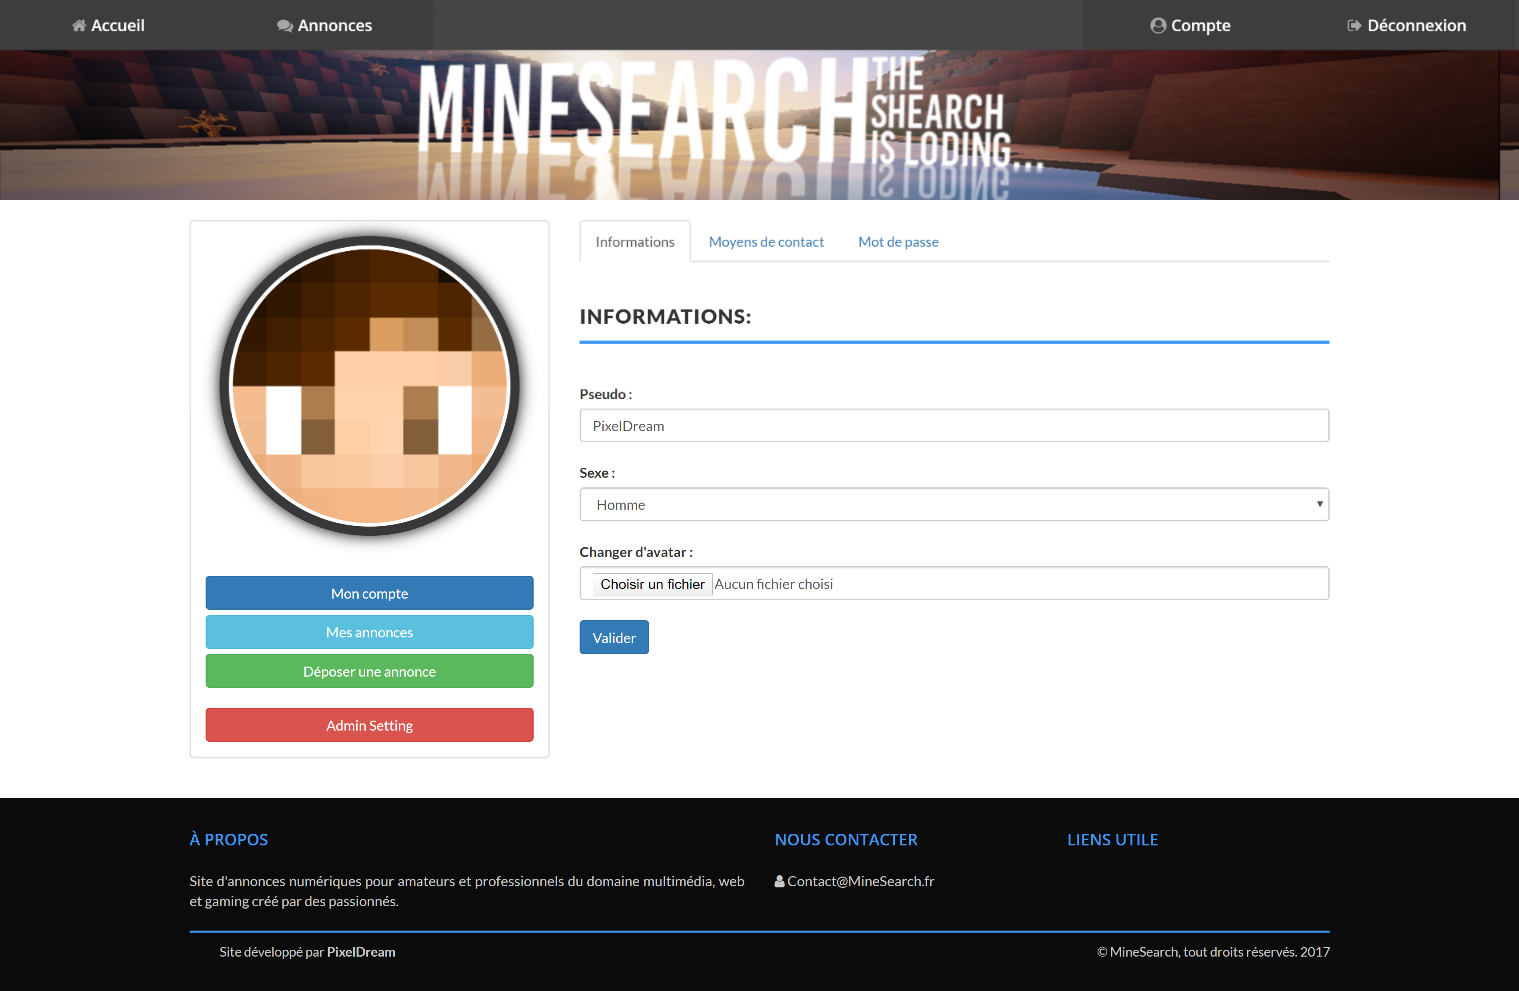 Accueil
Annonces
Compte
Déconnexion
MINESEARCH
THE
SHEARCH
IS LODING...
Informations
Moyens de contact
Mot de passe
INFORMATIONS:
Pseudo :
PixelDream
Sexe :
Homme
Changer d'avatar :
Choisir un fichier Aucun fichier choisi
Valider
Mon compte
Mes annonces
Déposer une annonce
Admin Setting
À PROPOS
Site d'annonces numériques pour amateurs et professionnels du domaine multimédia, web
et gaming créé par des passionnés.
NOUS CONTACTER
Contact@MineSearch.fr
LIENS UTILE
Site développé par PixelDream
© MineSearch, tout droits réservés. 2017